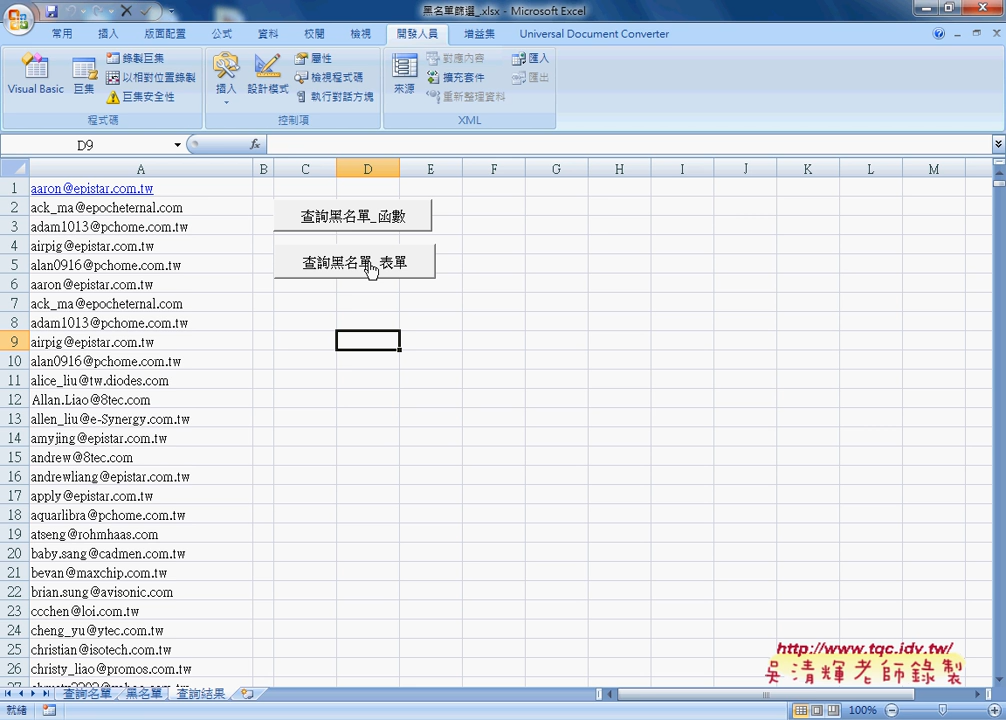 黑名單篩選_.xlsx - Microsoft Excel
常用 插入 版面配置 公式 資料 校閱 檢視 開發人員 增益集 Universal Document Converter
Visual Basic 巨集 錄製巨集 以相對位置錄製 巨集安全性 程式碼
插入 設計模式 屬性 檢視程式碼 執行對話方塊 控制項
來源 對應內容 擴充套件 重新整理資料 匯入 匯出 XML
D9 fx
A B C D E F G H I J K L M
1 aaron@epistar.com.tw
2 ack_ma@epocheternal.com
查詢黑名單_函數
3 adam1013@pchome.com.tw
4 airpig@epistar.com.tw
5 alan0916@pchome.com.tw
查詢黑名單_表單
6 aaron@epistar.com.tw
7 ack_ma@epocheternal.com
8 adam1013@pchome.com.tw
9 airpig@epistar.com.tw
10 alan0916@pchome.com.tw
11 alice_liu@tw.diodes.com
12 Allan.Liao@8tec.com
13 allen_liu@e-Synergy.com.tw
14 amyjing@epistar.com.tw
15 andrew@8tec.com
16 andrewliang@epistar.com.tw
17 apply@epistar.com.tw
18 aquarlibra@pchome.com.tw
19 atseng@rohmhaas.com
20 baby.sang@cadmen.com.tw
21 bevan@maxchip.com.tw
22 brian.sung@avisonic.com
23 ccchen@loi.com.tw
24 cheng_yu@ytec.com.tw
25 christian@isotech.com.tw
26 christy_liao@promos.com.tw
http://www.tqc.idv.tw/
吳清輝老師錄製
查詢名單 黑名單 查詢結果
就緒 100%